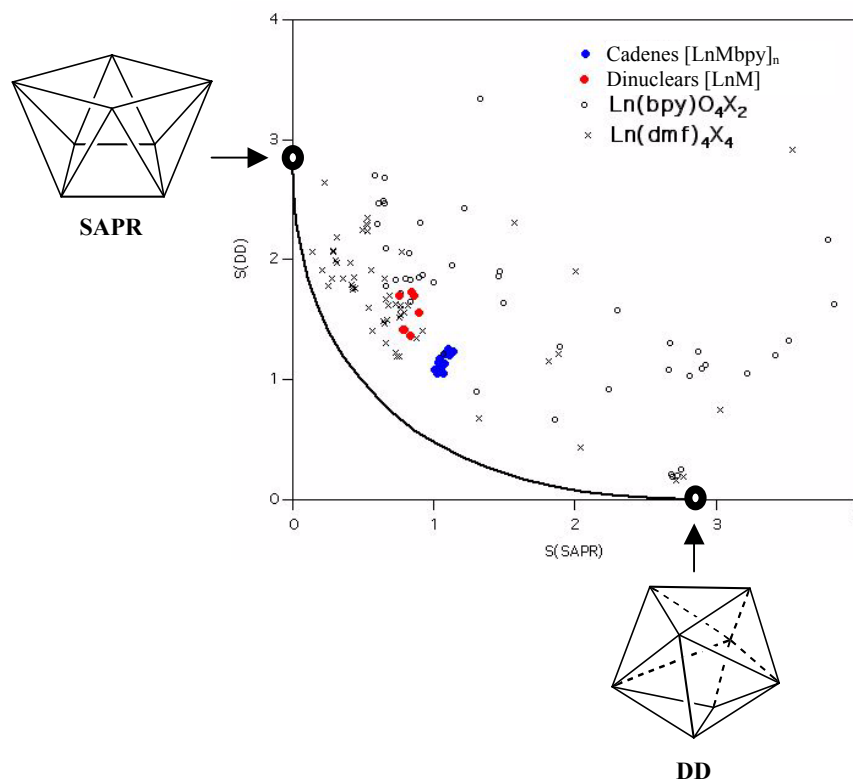 4
Cadenes [LnMbpy]n
Dinuclears [LnM]
Ln(bpy)O4X2
Ln(dmf)4X4
3
SAPR
2
S(DD)
1
0
0 1 2 3
S(SAPR)
DD